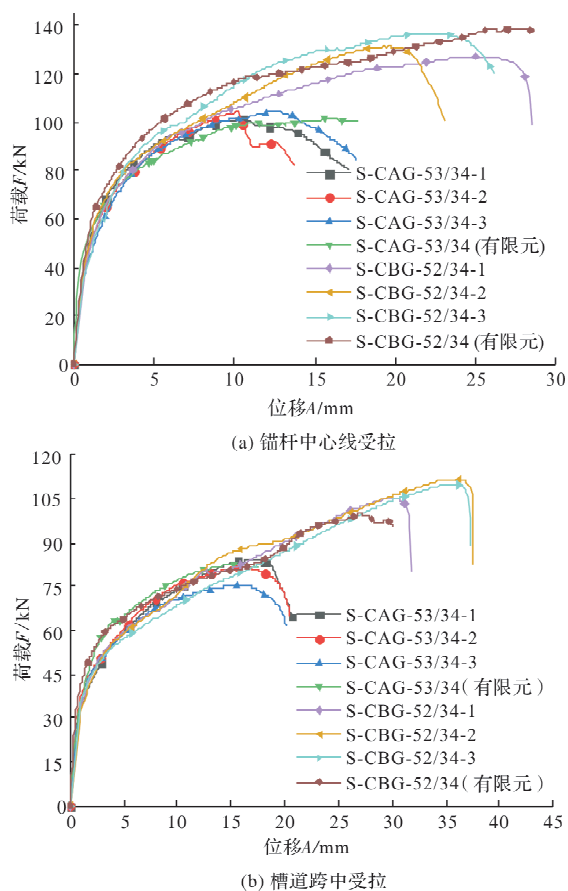 140
120
100
80
60
40
20
0
荷载F/kN
S-CAG-53/34-1
S-CAG-53/34-2
S-CAG-53/34-3
S-CAG-53/34 (有限元)
S-CBG-52/34-1
S-CBG-52/34-2
S-CBG-52/34-3
S-CBG-52/34 (有限元)
0 5 10 15 20 25 30
位移A/mm
(a) 锚杆中心线受拉
120
105
90
75
60
45
30
15
0
荷载F/kN
S-CAG-53/34-1
S-CAG-53/34-2
S-CAG-53/34-3
S-CAG-53/34 (有限元)
S-CBG-52/34-1
S-CBG-52/34-2
S-CBG-52/34-3
S-CBG-52/34 (有限元)
0 5 10 15 20 25 30 35 40 45
位移A/mm
(b) 槽道跨中受拉